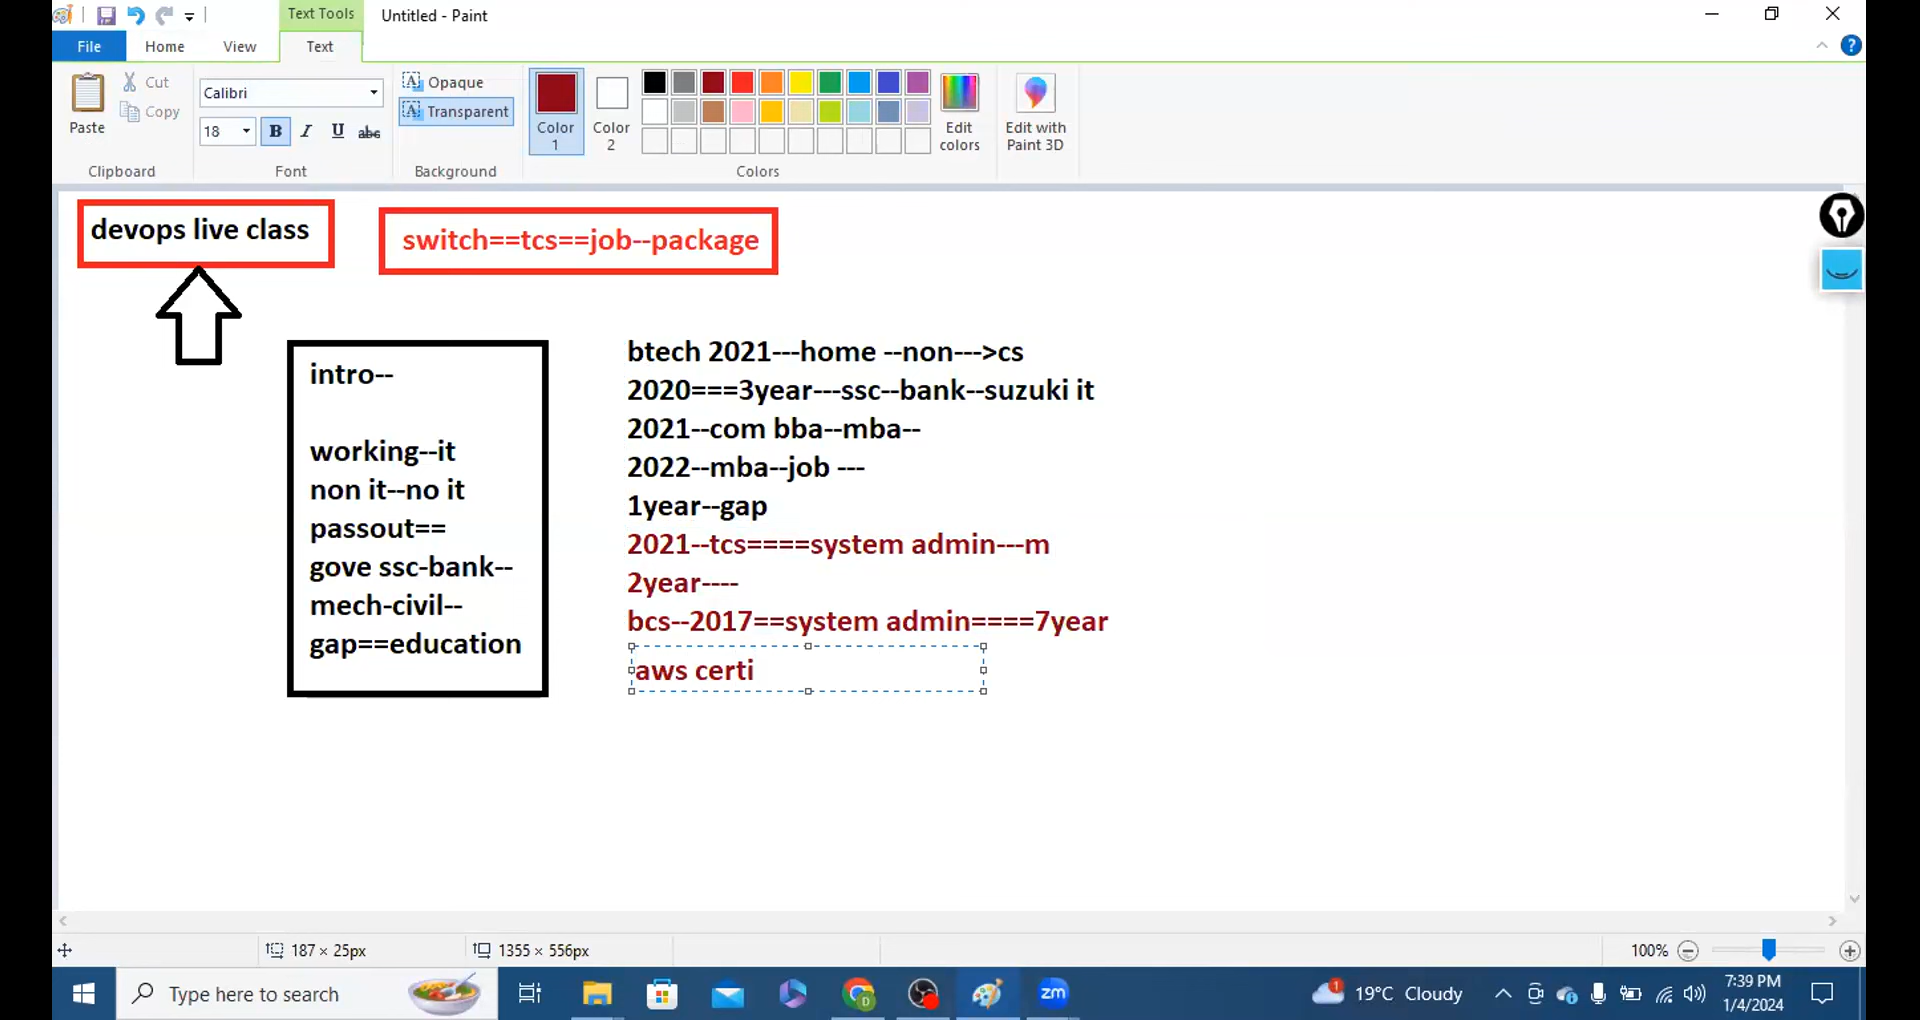 Text Tools
Untitled - Paint
File
Home
View
Text
Paste
Cut
Copy
Clipboard
Calibri
18
B
I
U
abc
Font
Opaque
Transparent
Background
Color
1
Color
2
Edit
colors
Edit with
Paint 3D
Colors
devops live class
switch==tcs==job--package
intro--
working--it
non it--no it
passout==
gove ssc-bank--
mech-civil--
gap==education
btech 2021---home --non--->cs
2020===3year---ssc--bank--suzuki it
2021--com bba--mba--
2022--mba--job ---
1year--gap
2021--tcs====system admin---m
2year----
bcs--2017==system admin====7year
aws certi
187 × 25px
1355 × 556px
100%
Type here to search
D
zm
1
19°C Cloudy
7:39 PM
1/4/2024